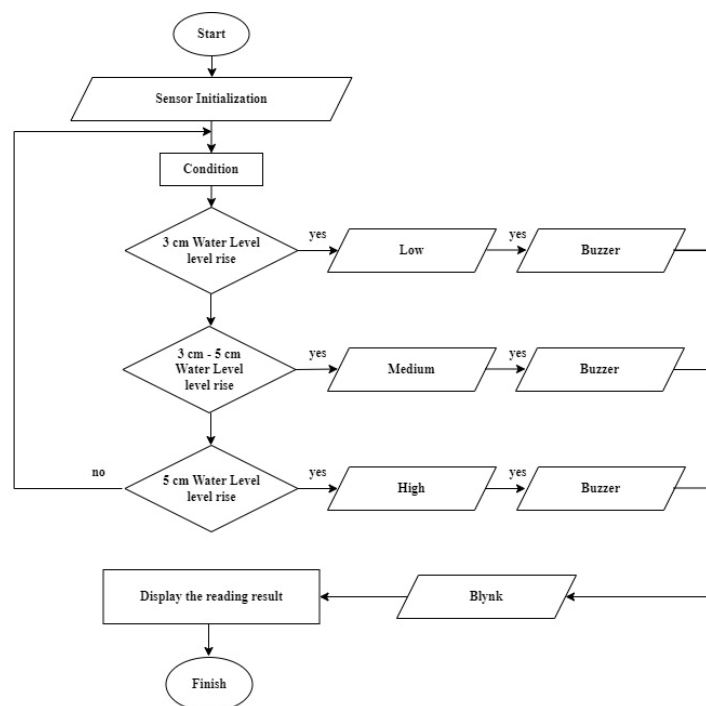 Start
Sensor Initialization
Condition
3 cm Water Level
level rise
yes
Low
yes
Buzzer
3 cm - 5 cm
Water Level
level rise
yes
Medium
yes
Buzzer
no
5 cm Water Level
level rise
yes
High
yes
Buzzer
Display the reading result
Blynk
Finish